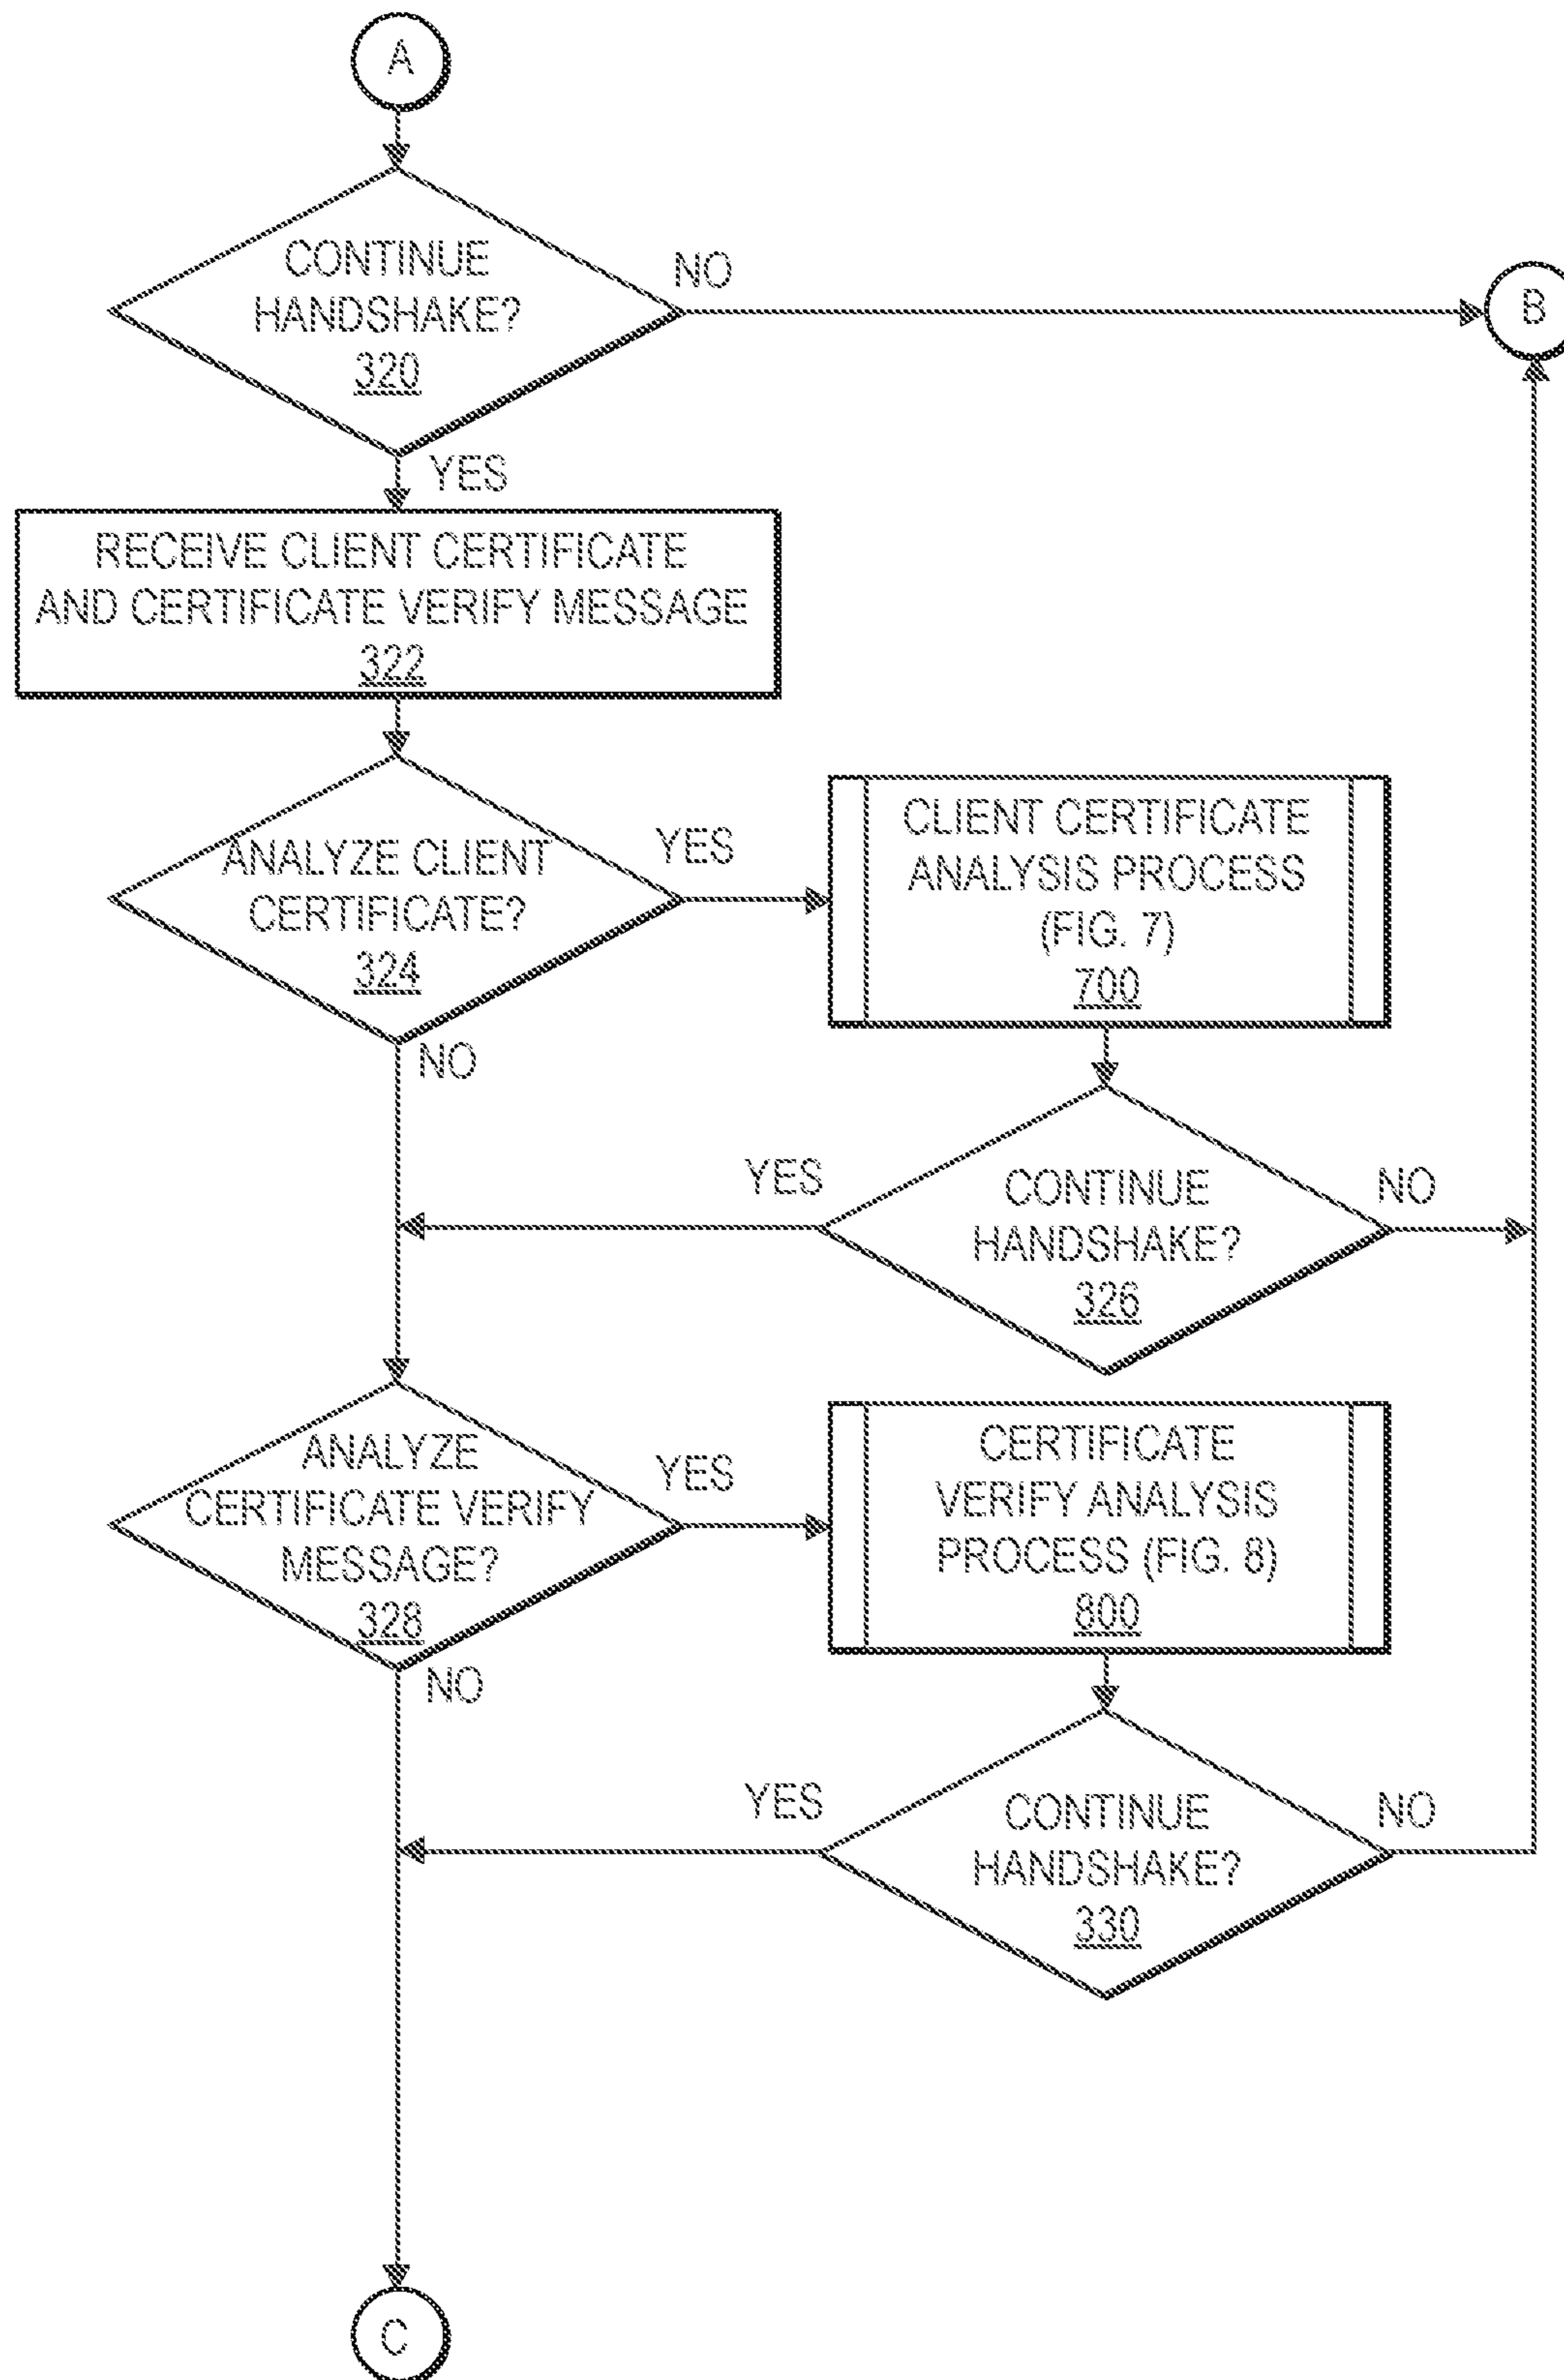 A
CONTINUE
HANDSHAKE?
320
NO
B
YES
RECEIVE CLIENT CERTIFICATE
AND CERTIFICATE VERIFY MESSAGE
322
ANALYZE CLIENT
CERTIFICATE?
324
YES
CLIENT CERTIFICATE
ANALYSIS PROCESS
(FIG. 7)
700
NO
YES
CONTINUE
HANDSHAKE?
326
NO
ANALYZE
CERTIFICATE VERIFY
MESSAGE?
328
YES
CERTIFICATE
VERIFY ANALYSIS
PROCESS (FIG. 8)
800
NO
YES
CONTINUE
HANDSHAKE?
330
NO
C